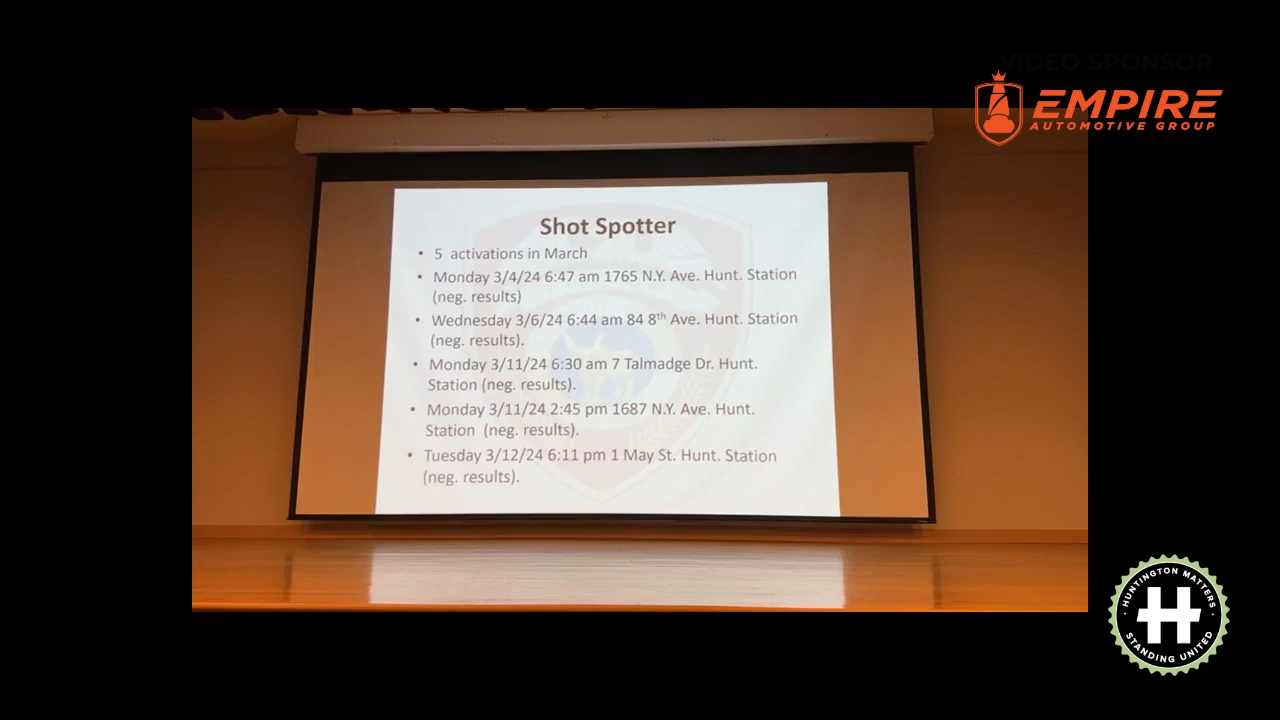 VIDEO SPONSOR
EMPIRE
AUTOMOTIVE GROUP
Shot Spotter
• 5 activations in March
• Monday 3/4/24 6:47 am 1765 N.Y. Ave. Hunt. Station
(neg. results)
• Wednesday 3/6/24 6:44 am 84 8th Ave. Hunt. Station
(neg. results).
• Monday 3/11/24 6:30 am 7 Talmadge Dr. Hunt.
Station (neg. results).
• Monday 3/11/24 2:45 pm 1687 N.Y. Ave. Hunt.
Station (neg. results).
• Tuesday 3/12/24 6:11 pm 1 May St. Hunt. Station
(neg. results).
HUNTINGTON MATTERS
H
STANDING UNITED